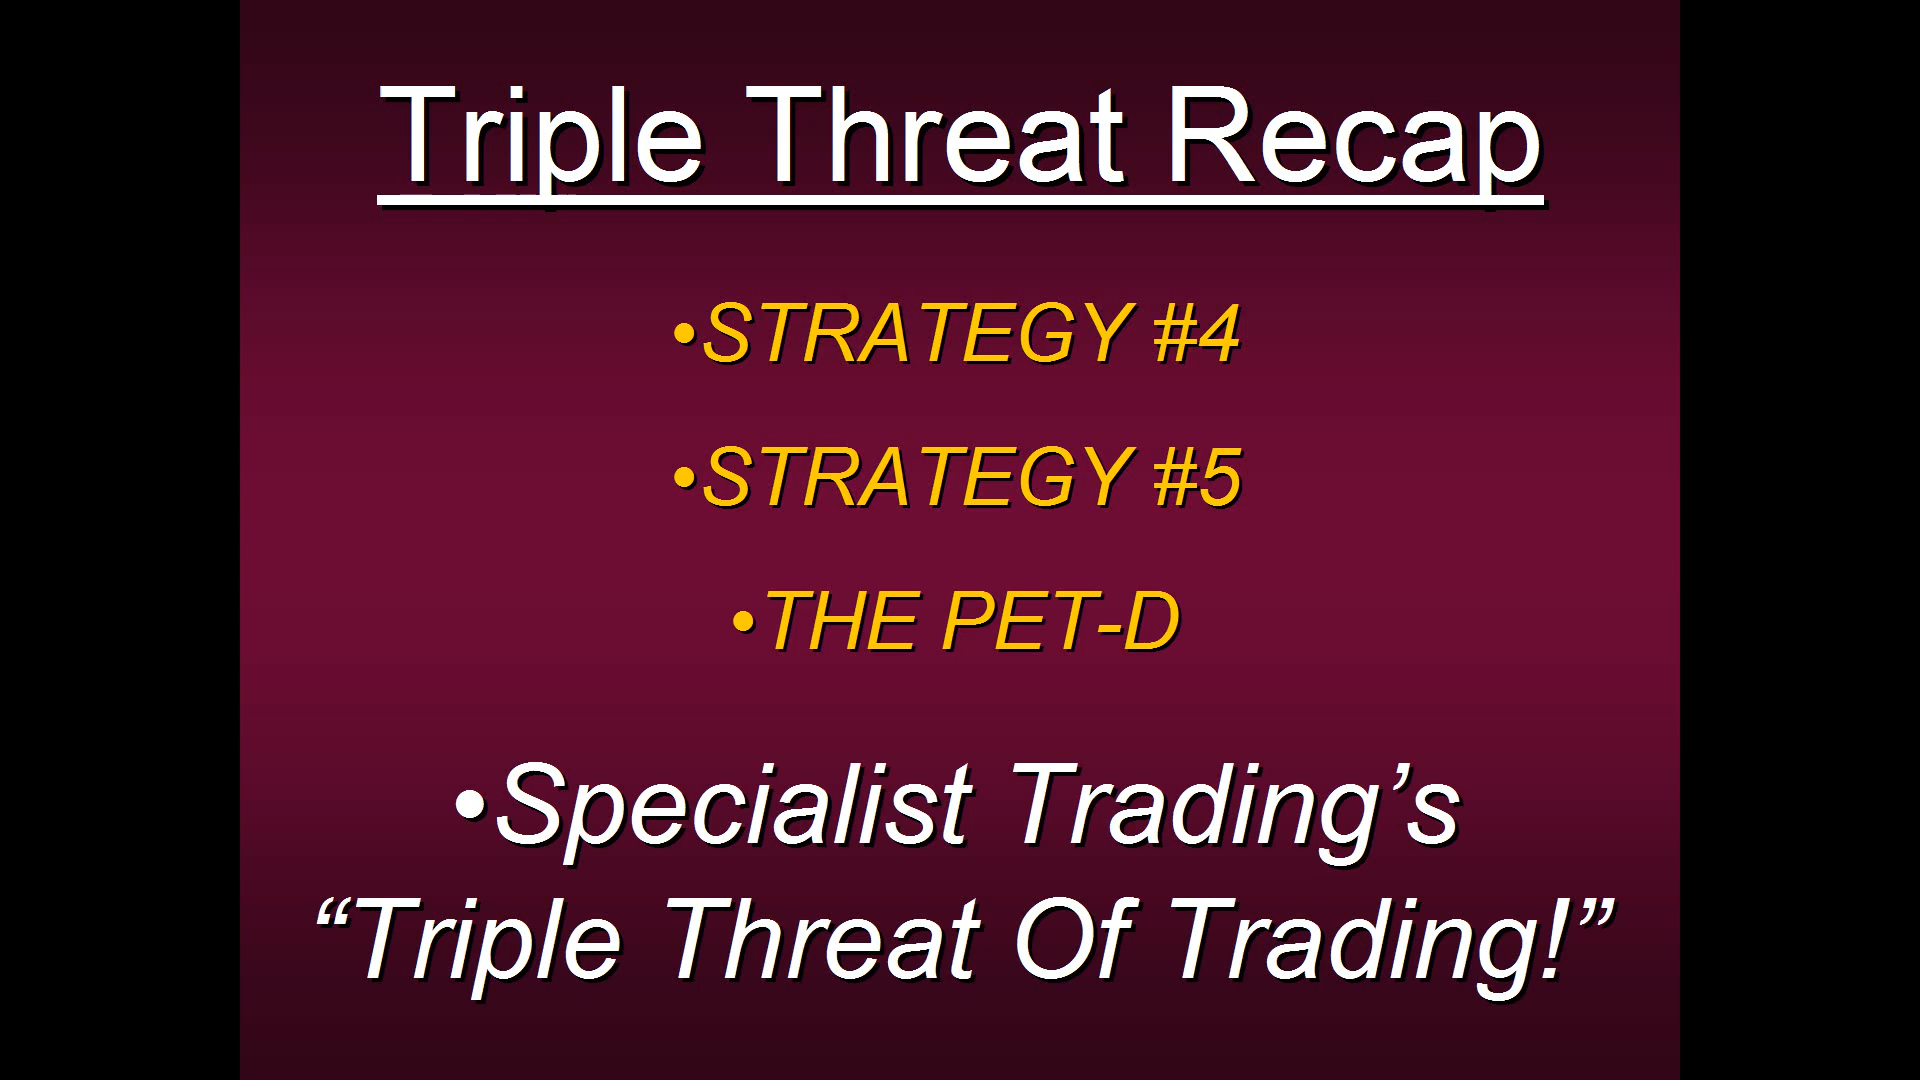 Triple Threat Recap
•STRATEGY #4
•STRATEGY #5
•THE PET-D
•Specialist Trading’s
“Triple Threat Of Trading!”